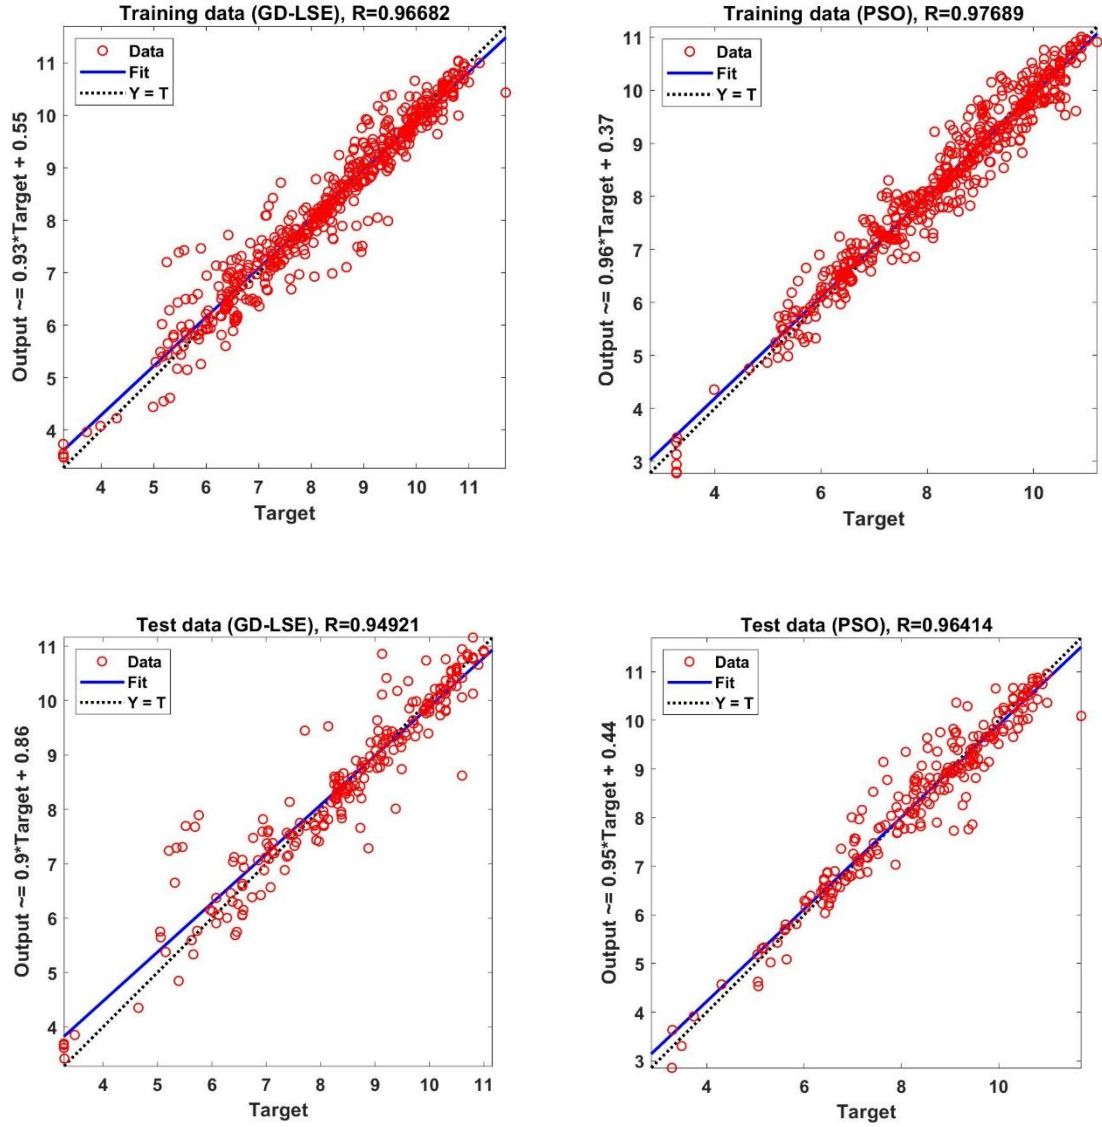 Training data (GD-LSE), R=0.96682
Data
Fit
Y = T
Output ~= 0.93*Target + 0.55
11
10
9
8
7
6
5
4
4 5 6 7 8 9 10 11
Target
Training data (PSO), R=0.97689
Data
Fit
Y = T
Output ~= 0.96*Target + 0.37
11
10
9
8
7
6
5
4
3
4 6 8 10
Target
Test data (GD-LSE), R=0.94921
Data
Fit
Y = T
Output ~= 0.9*Target + 0.86
11
10
9
8
7
6
5
4
4 5 6 7 8 9 10 11
Target
Test data (PSO), R=0.96414
Data
Fit
Y = T
Output ~= 0.95*Target + 0.44
11
10
9
8
7
6
5
4
3
4 6 8 10
Target